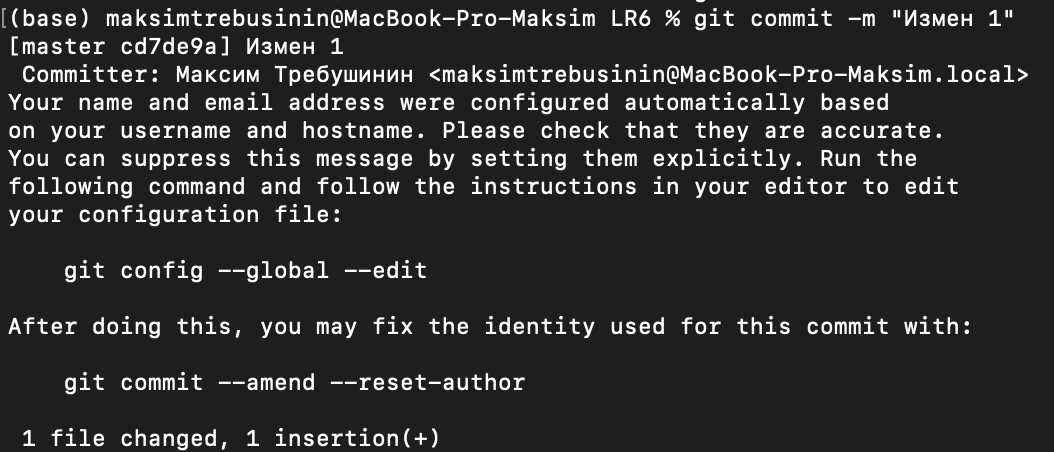 [(base) maksimtrebusinin@MacBook-Pro-Maksim LR6 % git commit -m "Измен 1"
[master cd7de9a] Измен 1
Committer: Максим Требушинин <maksimtrebusinin@MacBook-Pro-Maksim.local>
Your name and email address were configured automatically based
on your username and hostname. Please check that they are accurate.
You can suppress this message by setting them explicitly. Run the
following command and follow the instructions in your editor to edit
your configuration file:
git config --global --edit
After doing this, you may fix the identity used for this commit with:
git commit --amend --reset-author
1 file changed, 1 insertion(+)